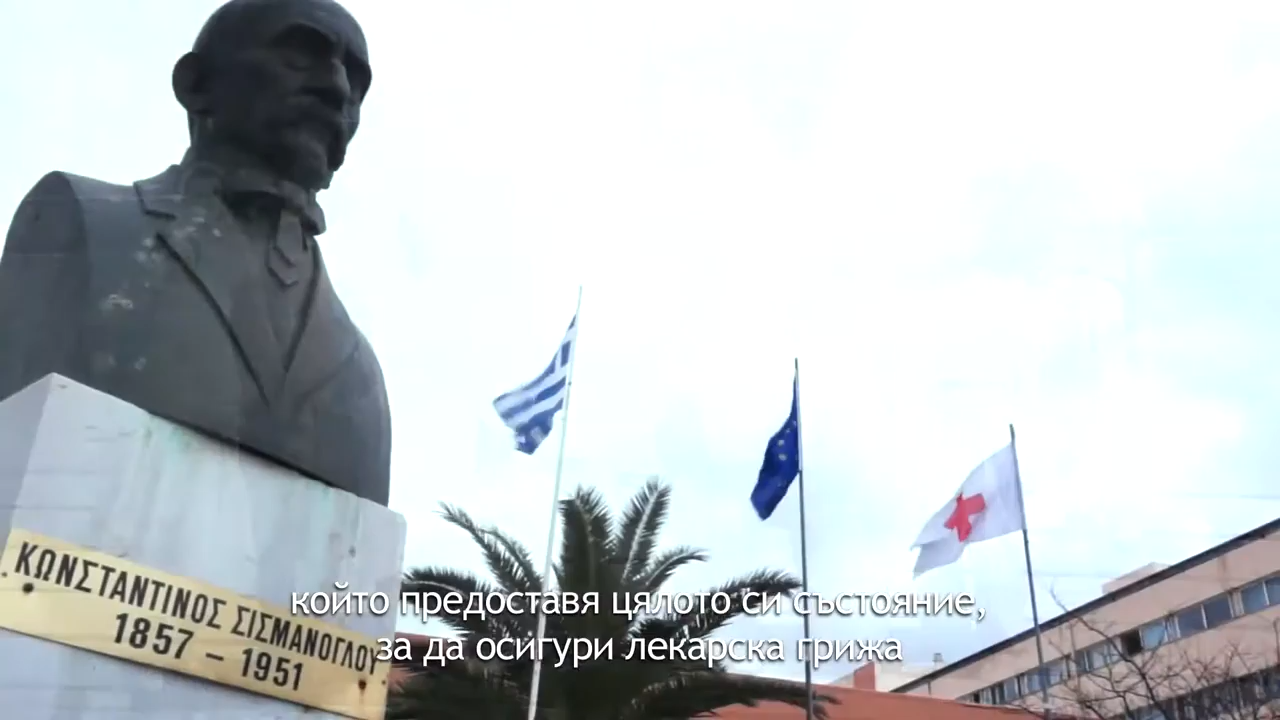 ΚΩΝΣΤΑΝΤΙΝΟΣ ΣΙΣΜΑΝΟΓΛΟΥ
1857 – 1951
който предоставя цялото си състояние,
за да осигури лекарска грижа